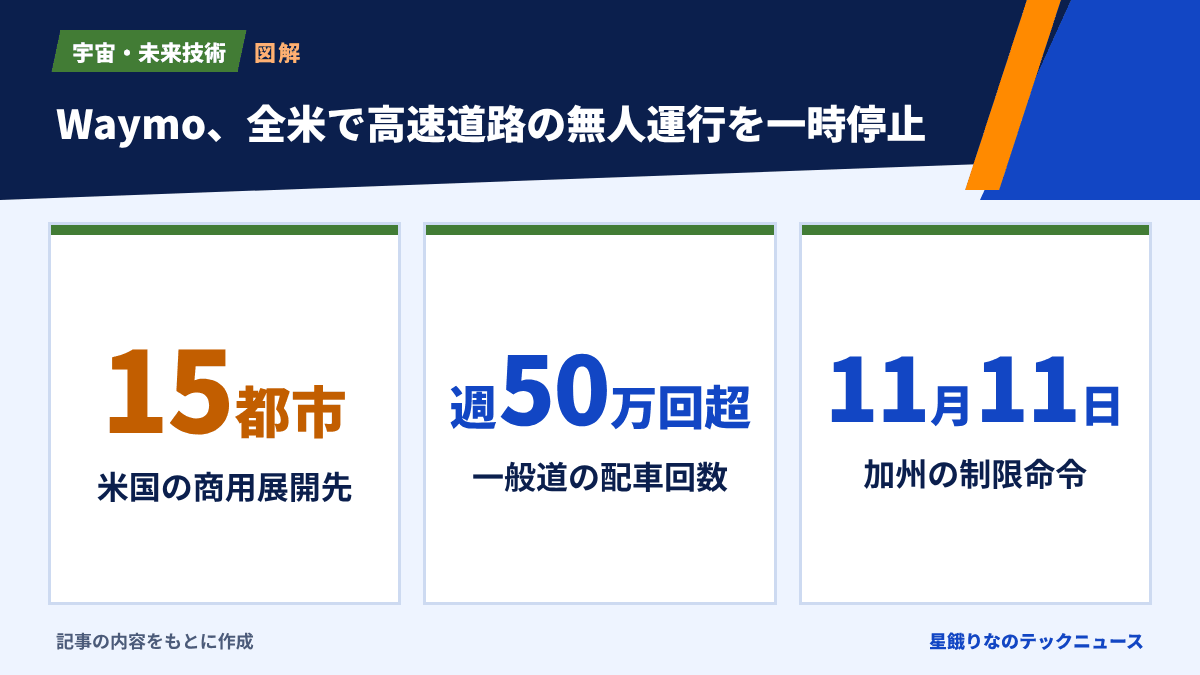 宇宙・未来技術 図解
Waymo、全米で高速道路の無人運行を一時停止
15都市
米国の商用展開先
週50万回超
一般道の配車回数
11月11日
加州の制限命令
記事の内容をもとに作成
星餓りなのテックニュース